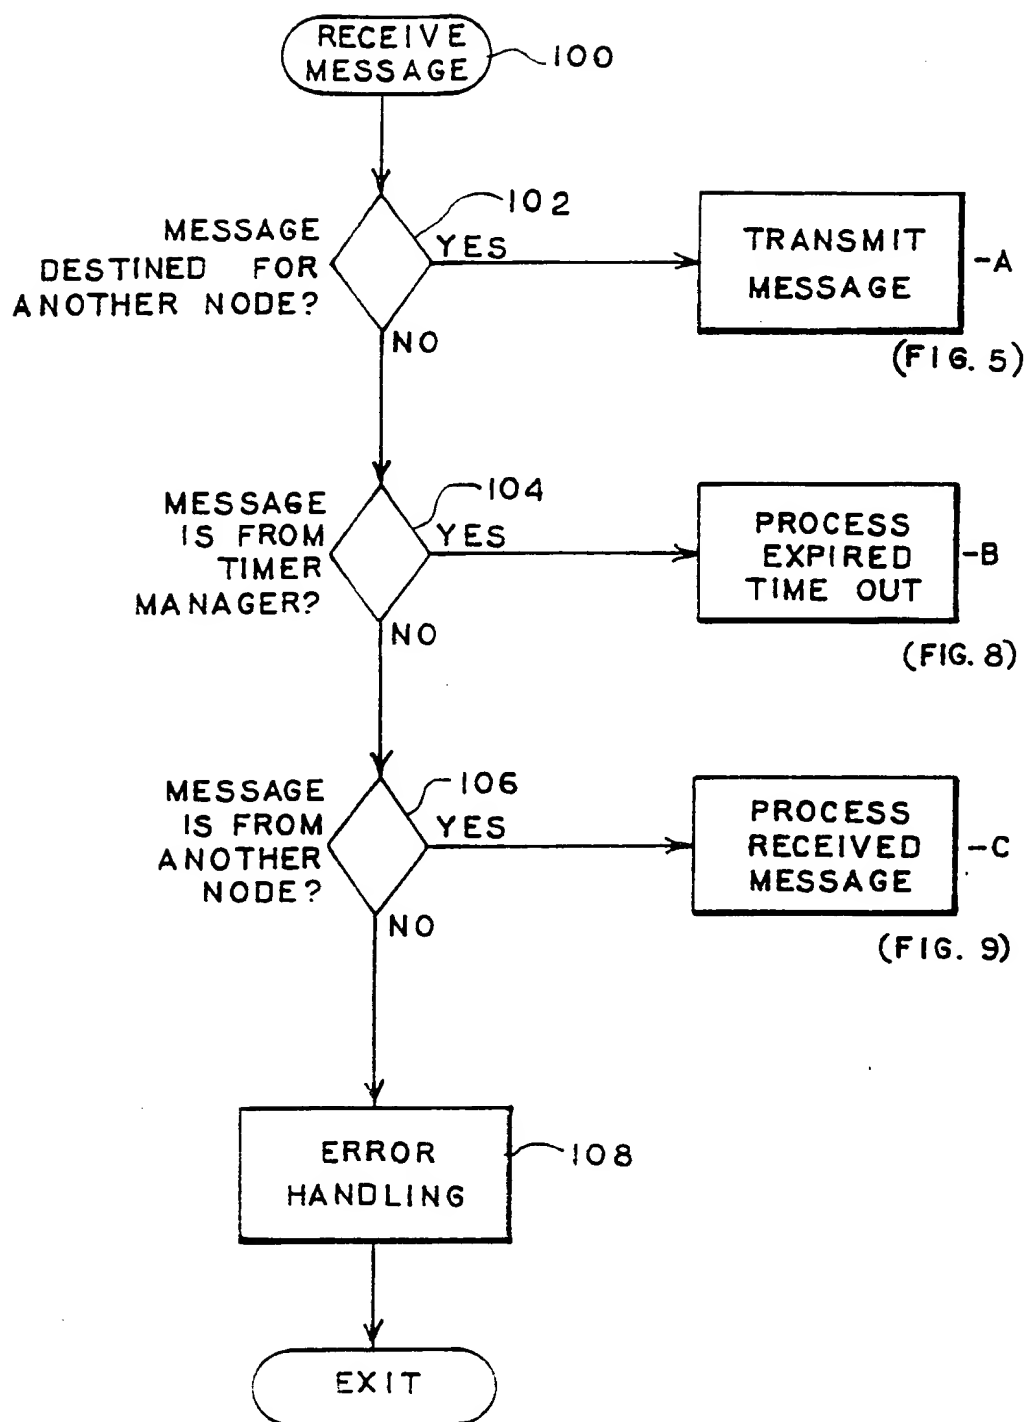 RECEIVE
MESSAGE
100
102
MESSAGE
DESTINED FOR
ANOTHER NODE?
YES
NO
TRANSMIT
MESSAGE
-A
(FIG. 5)
104
MESSAGE
IS FROM
TIMER
MANAGER?
YES
NO
PROCESS
EXPIRED
TIME OUT
-B
(FIG. 8)
106
MESSAGE
IS FROM
ANOTHER
NODE?
YES
NO
PROCESS
RECEIVED
MESSAGE
-C
(FIG. 9)
ERROR
HANDLING
108
EXIT